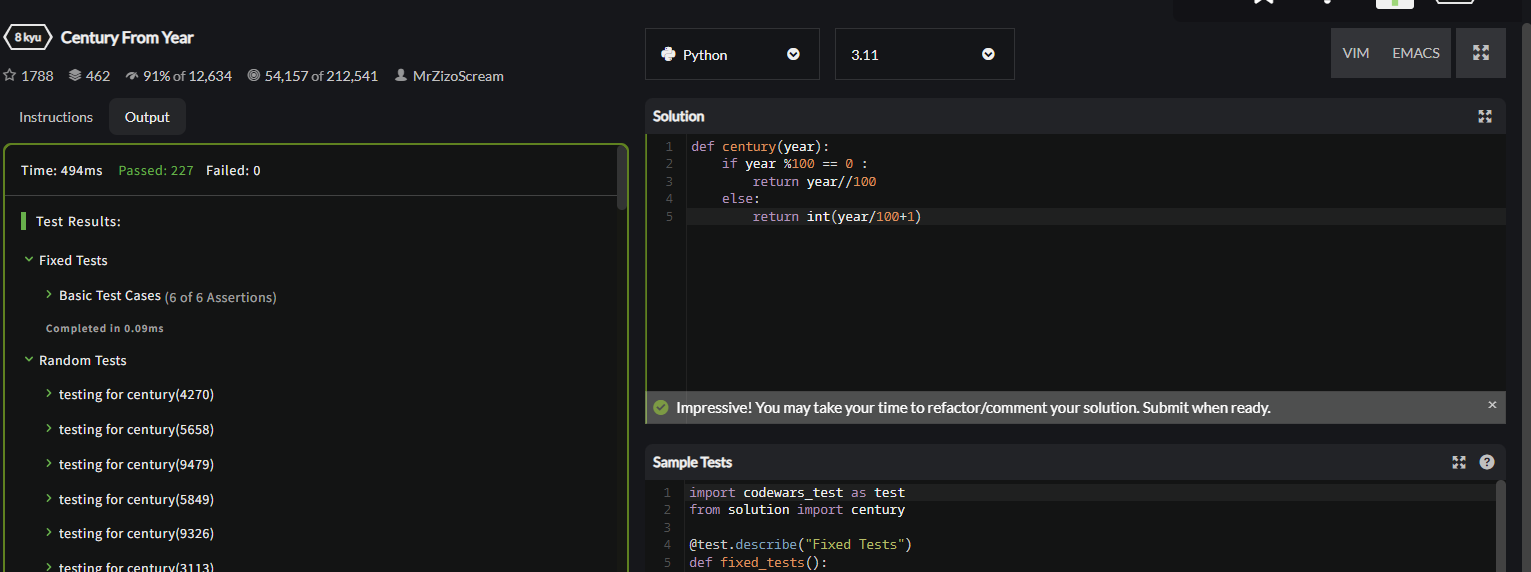 8 kyu Century From Year
1788 462 91% of 12,634 54,157 of 212,541 MrZizoScream
Instructions Output
Time: 494ms Passed: 227 Failed: 0
Test Results:
Fixed Tests
Basic Test Cases (6 of 6 Assertions)
Completed in 0.09ms
Random Tests
testing for century(4270)
testing for century(5658)
testing for century(9479)
testing for century(5849)
testing for century(9326)
testing for century(3113)
Python 3.11 VIM EMACS
Solution
1 def century(year):
2     if year %100 == 0 :
3         return year//100
4     else:
5         return int(year/100+1)
Impressive! You may take your time to refactor/comment your solution. Submit when ready. ×
Sample Tests ?
1 import codewars_test as test
2 from solution import century
3
4 @test.describe("Fixed Tests")
5 def fixed_tests():